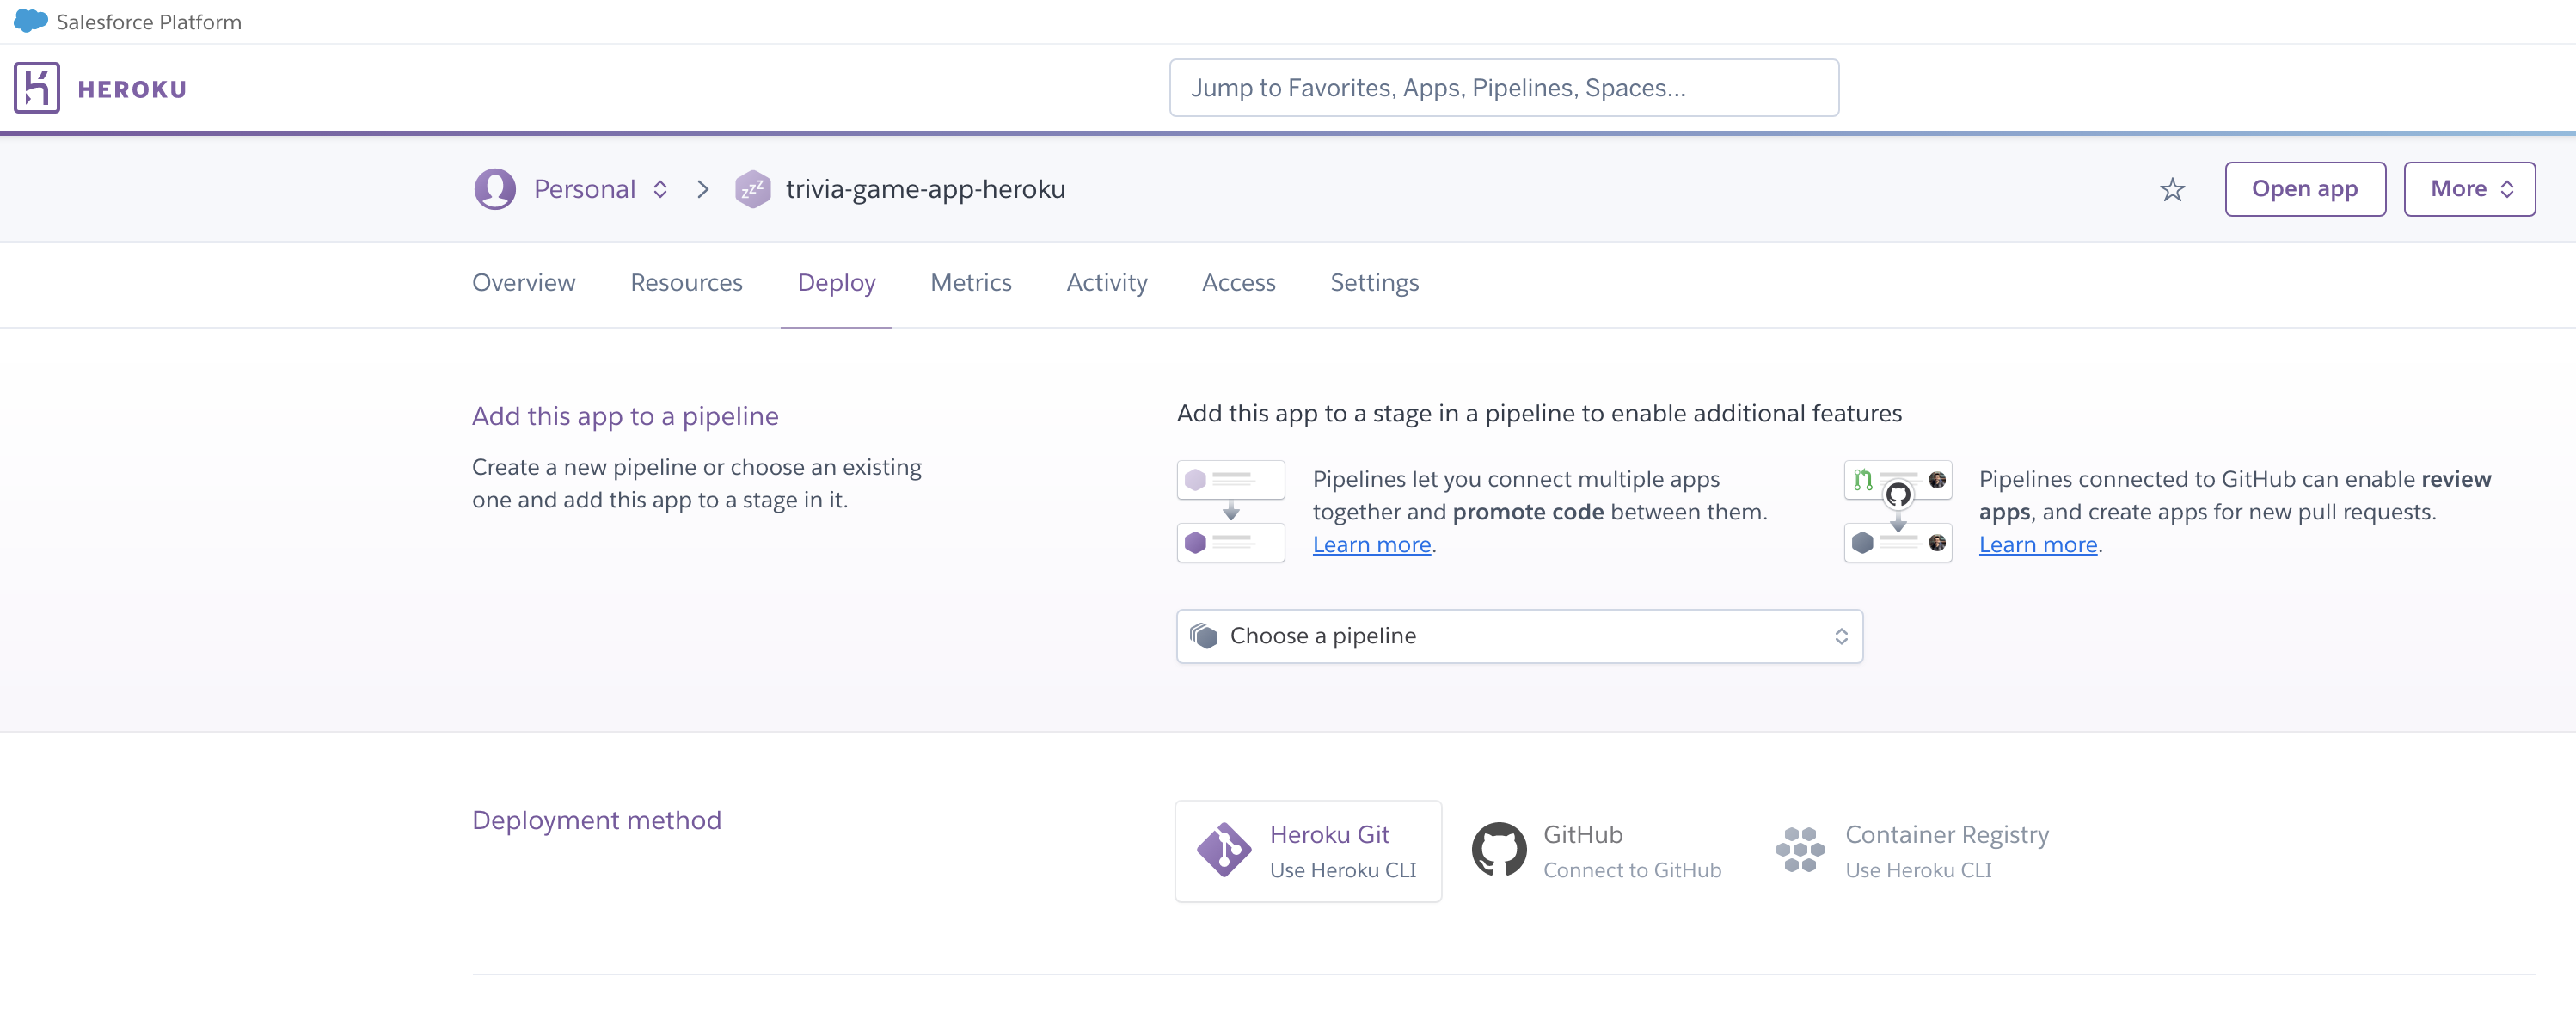 Salesforce Platform
HEROKU
Jump to Favorites, Apps, Pipelines, Spaces...
Personal
zzz
trivia-game-app-heroku
Open app
More
Overview
Resources
Deploy
Metrics
Activity
Access
Settings
Add this app to a pipeline
Create a new pipeline or choose an existing
one and add this app to a stage in it.
Add this app to a stage in a pipeline to enable additional features
Pipelines let you connect multiple apps
together and promote code between them.
Learn more.
Pipelines connected to GitHub can enable review
apps, and create apps for new pull requests.
Learn more.
Choose a pipeline
Deployment method
Heroku Git
Use Heroku CLI
GitHub
Connect to GitHub
Container Registry
Use Heroku CLI